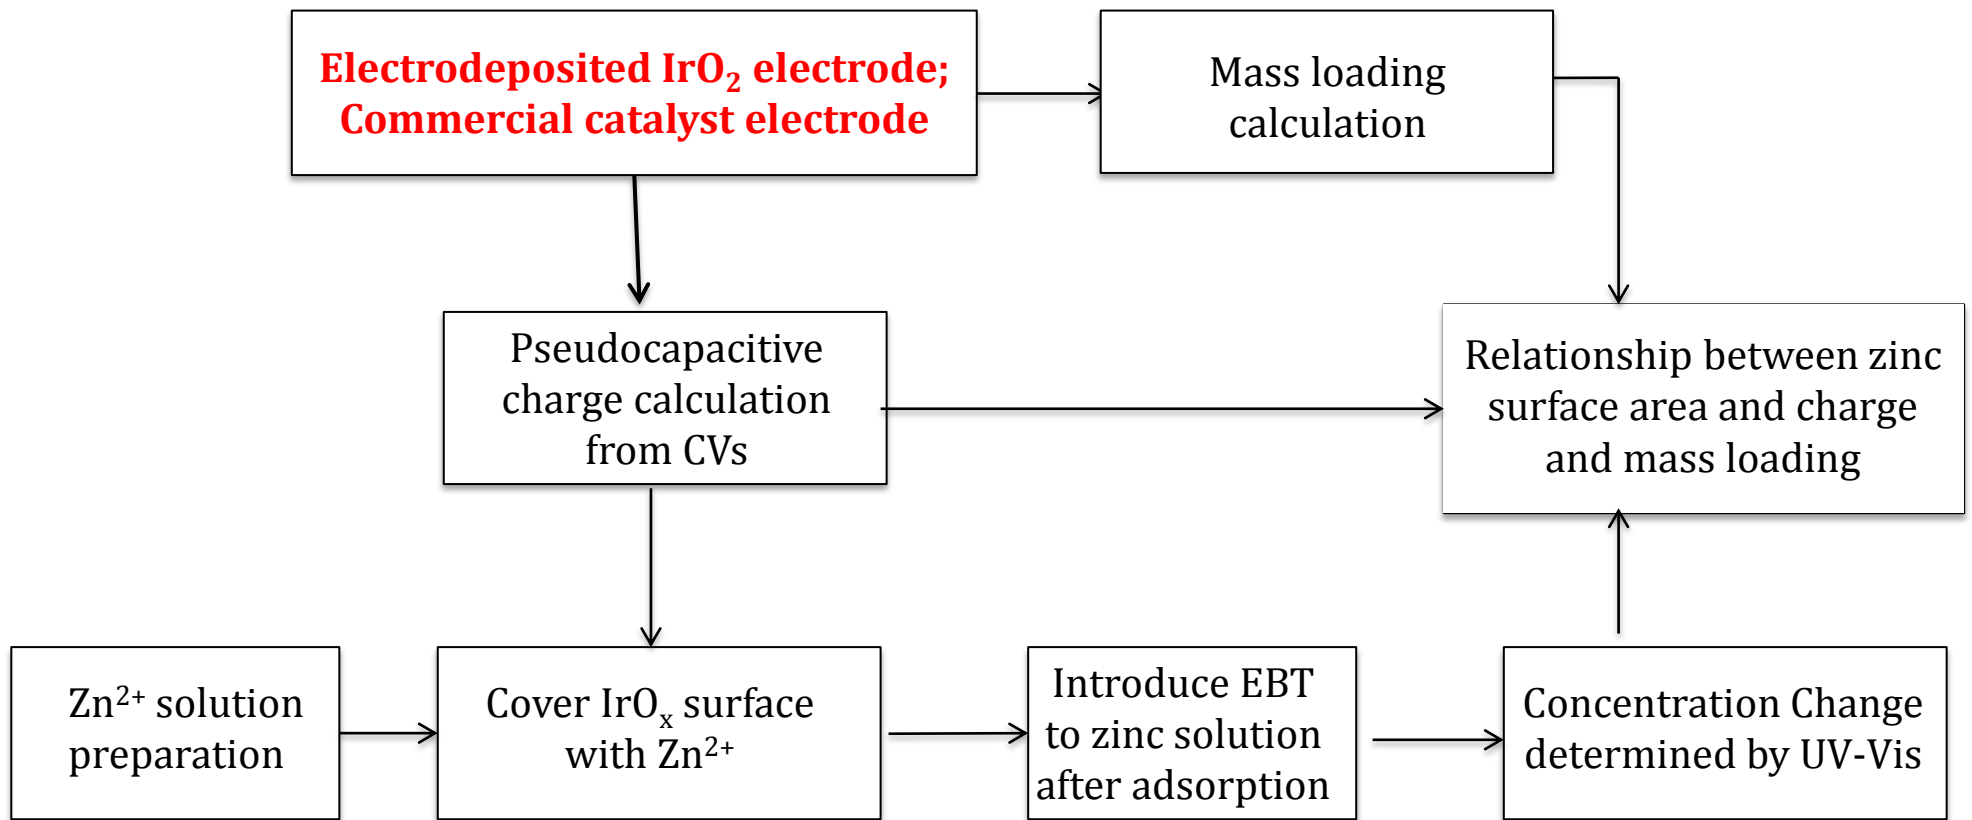 Electrodeposited IrO₂ electrode;
Commercial catalyst electrode
Mass loading
calculation
Pseudocapacitive
charge calculation
from CVs
Relationship between zinc
surface area and charge
and mass loading
Zn²⁺ solution
preparation
Cover IrOₓ surface
with Zn²⁺
Introduce EBT
to zinc solution
after adsorption
Concentration Change
determined by UV-Vis